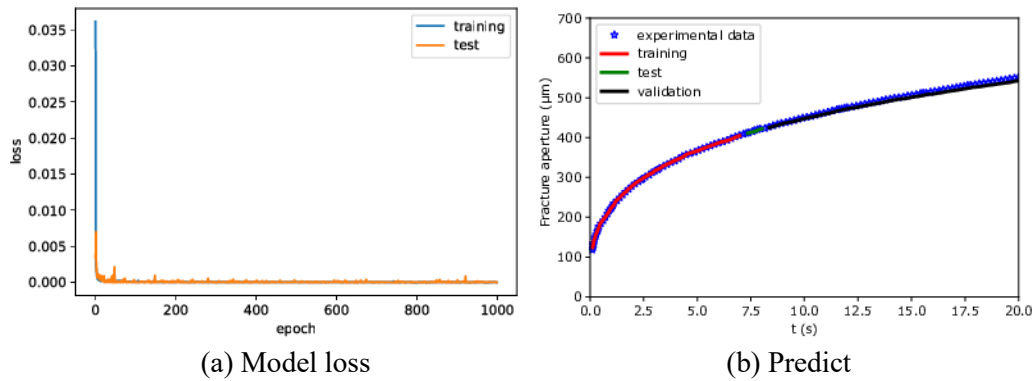 0.035
0.030
0.025
0.020
0.015
0.010
0.005
0.000
loss
training
test
0
200
400
600
800
1000
epoch
(a) Model loss
700
600
500
400
300
200
100
0
Fracture aperture (μm)
experimental data
training
test
validation
0.0
2.5
5.0
7.5
10.0
12.5
15.0
17.5
20.0
t (s)
(b) Predict